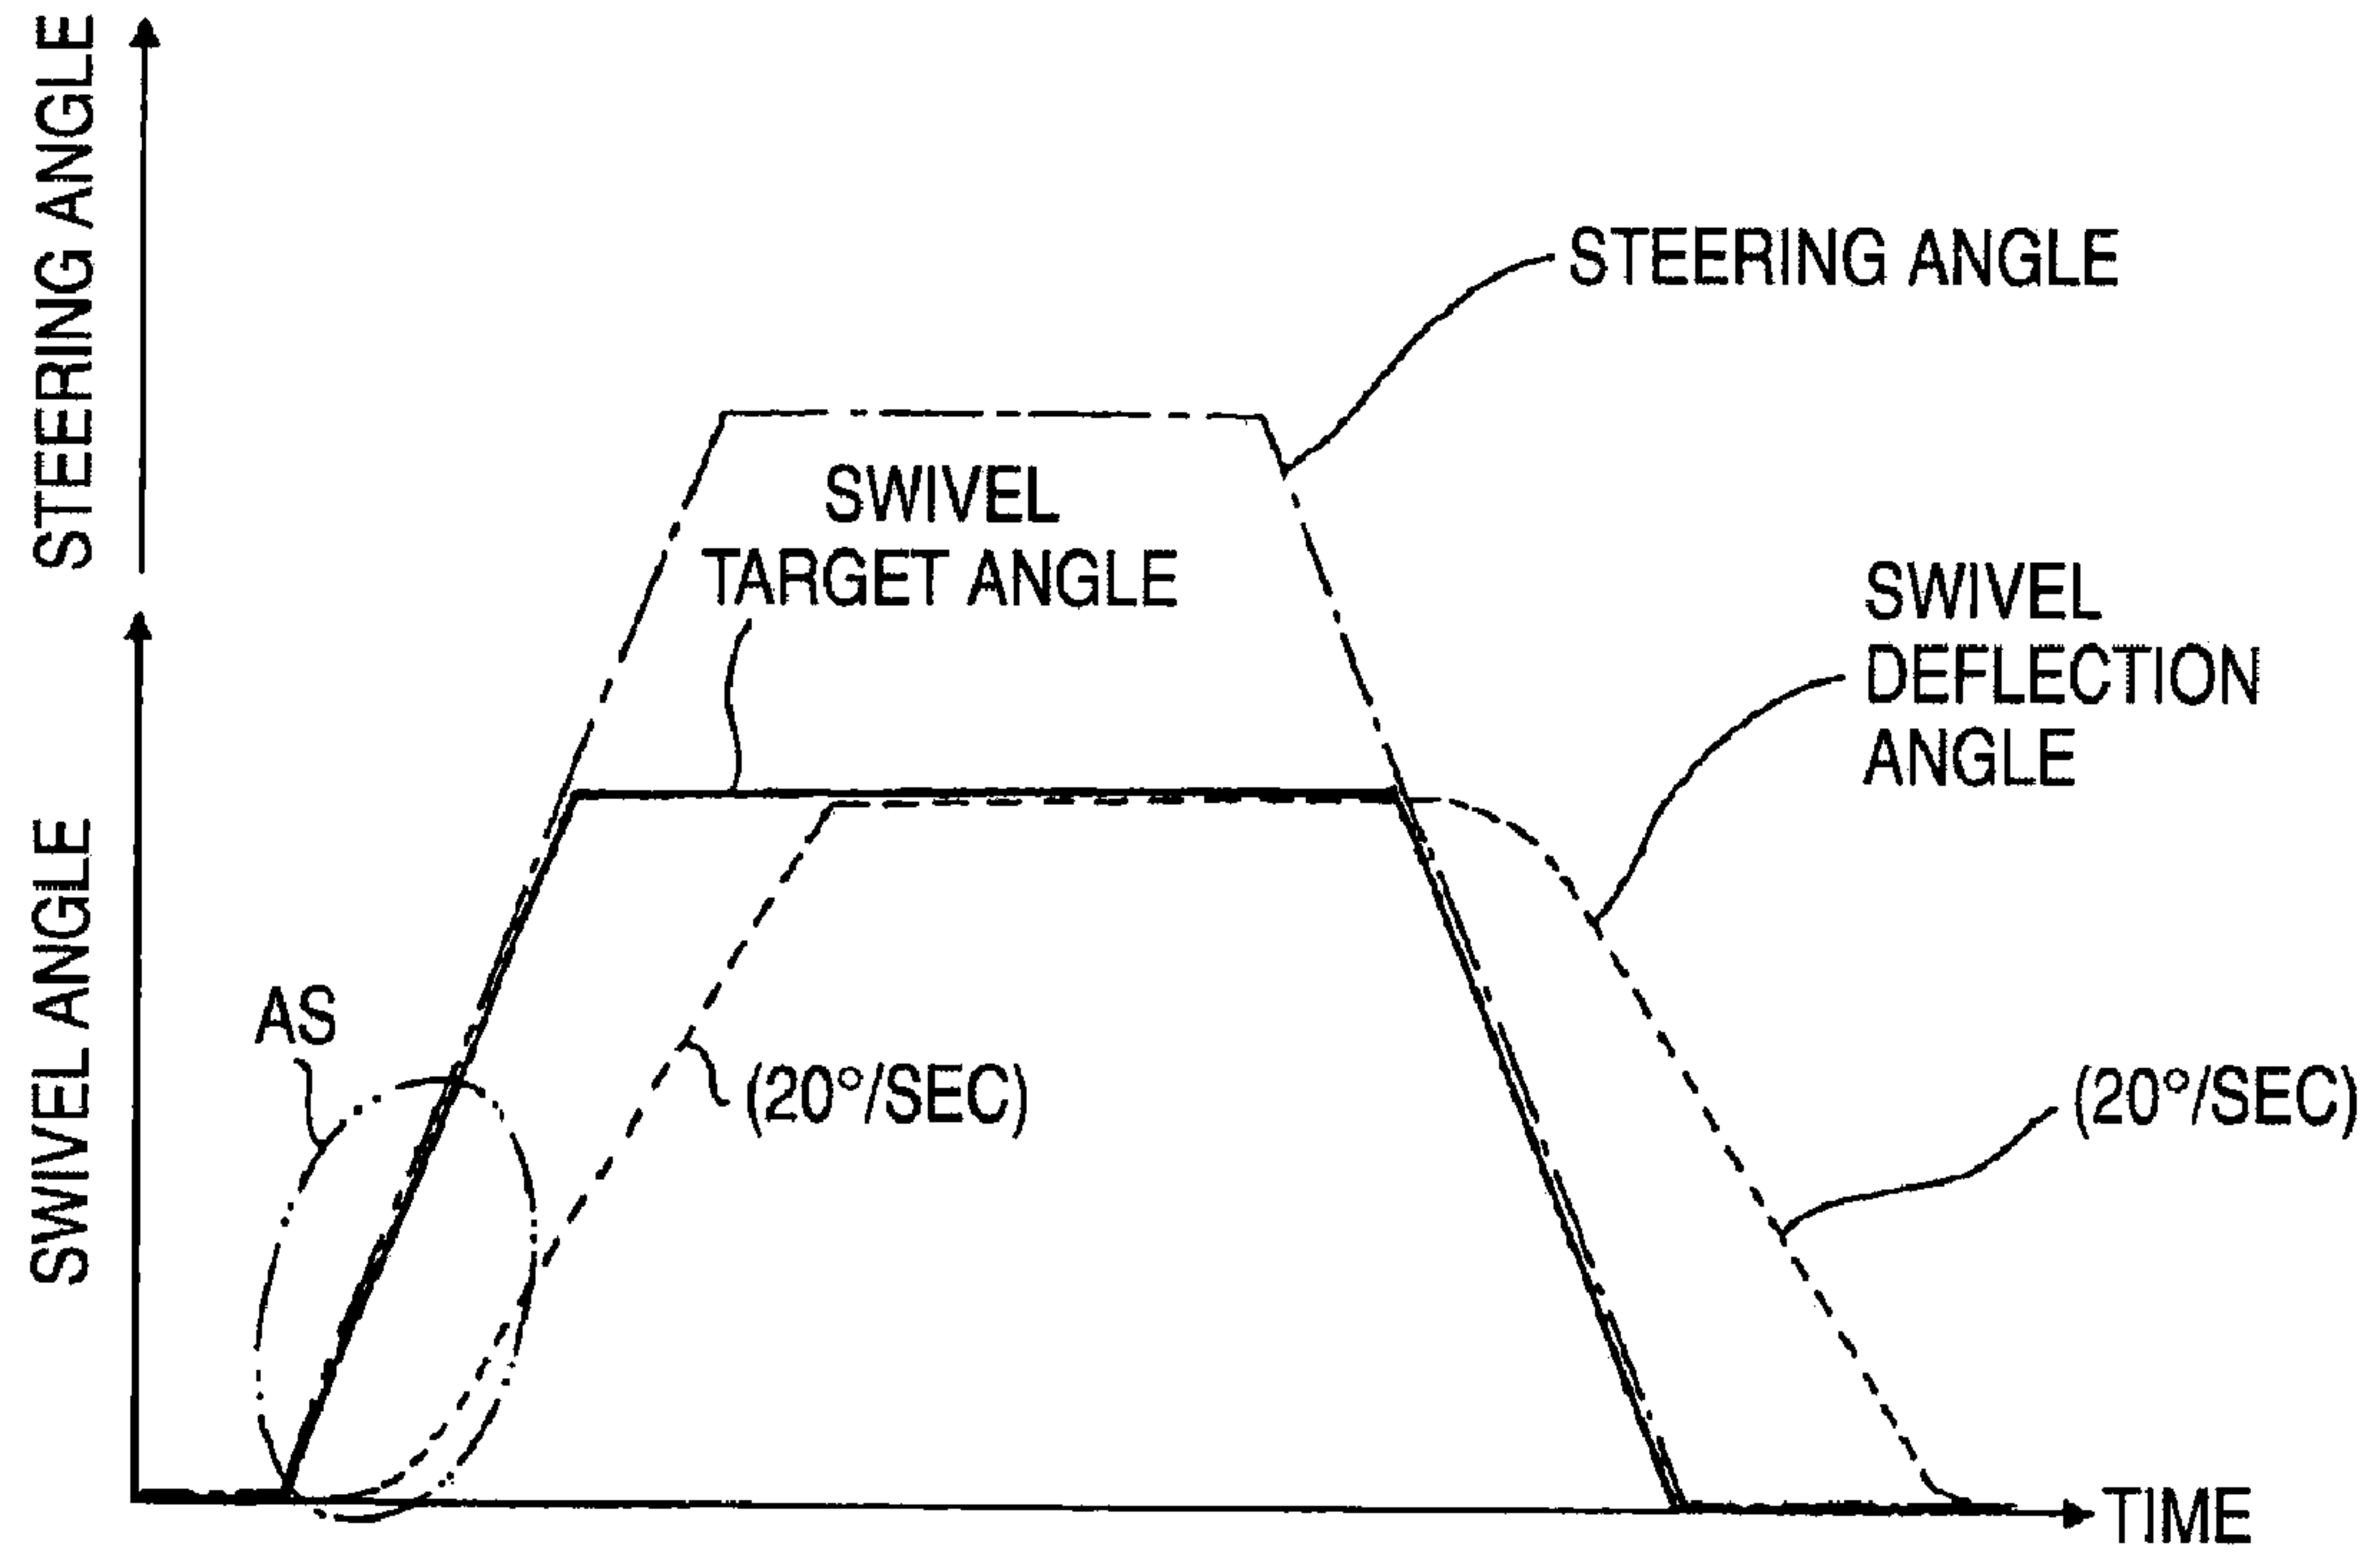 STEERING ANGLE
STEERING ANGLE
SWIVEL
TARGET ANGLE
SWIVEL
DEFLECTION
ANGLE
SWIVEL ANGLE
AS
(20°/SEC)
(20°/SEC)
TIME